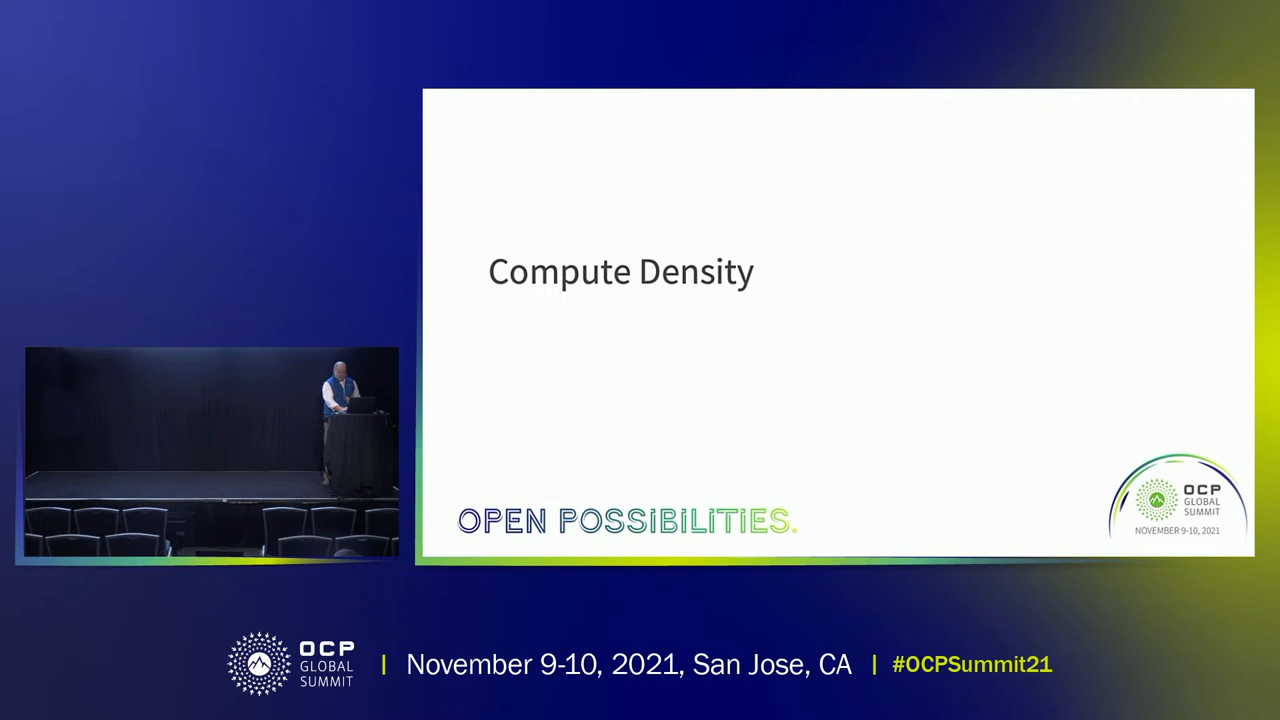 Compute Density
OPEN POSSIBILITIES.
OCP
GLOBAL
SUMMIT
NOVEMBER 9-10, 2021
OCP
GLOBAL
SUMMIT
November 9-10, 2021, San Jose, CA
#OCPSummit21